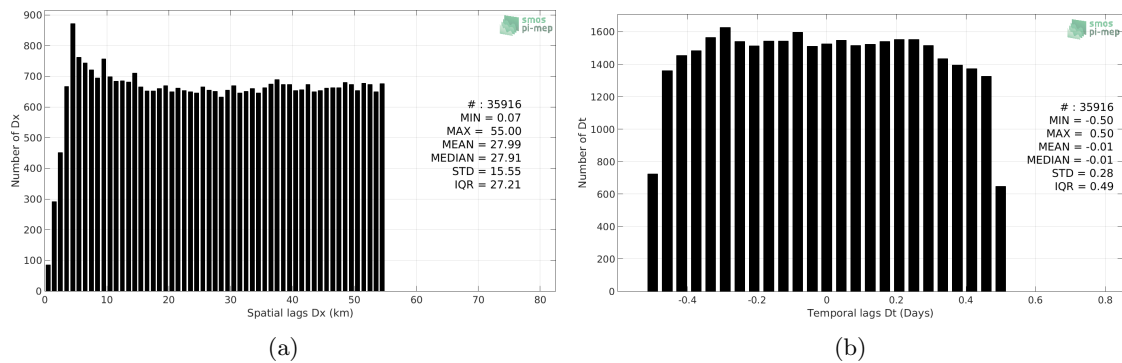 900
800
700
600
500
400
300
200
100
0
Number of Dx
0 10 20 30 40 50 60 70 80
Spatial lags Dx (km)
smos
pi-mep
# : 35916
MIN = 0.07
MAX = 55.00
MEAN = 27.99
MEDIAN = 27.91
STD = 15.55
IQR = 27.21
(a)
1600
1400
1200
1000
800
600
400
200
0
Number of Dt
-0.4 -0.2 0 0.2 0.4 0.6 0.8
Temporal lags Dt (Days)
smos
pi-mep
# : 35916
MIN = -0.50
MAX = 0.50
MEAN = -0.01
MEDIAN = -0.01
STD = 0.28
IQR = 0.49
(b)